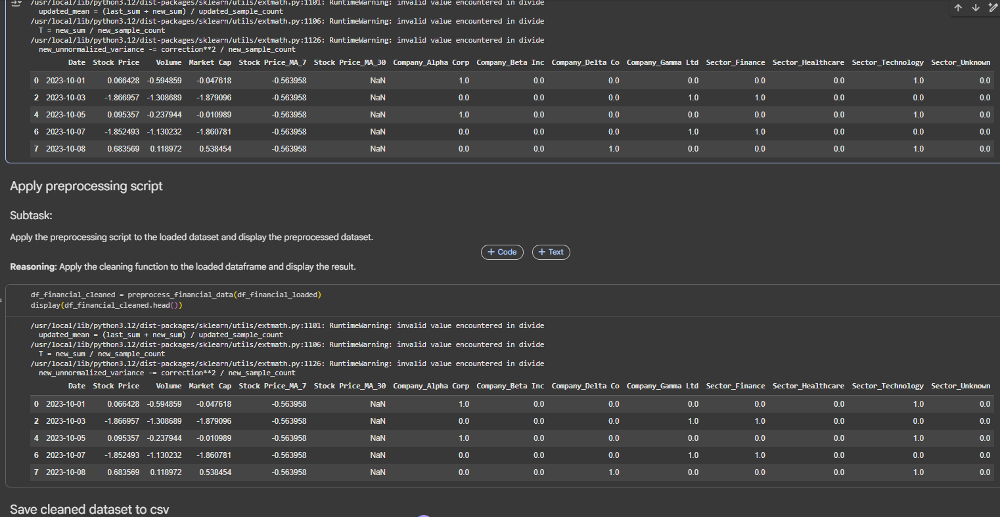 /usr/local/lib/python3.12/dist-packages/sklearn/utils/extmath.py:1101: RuntimeWarning: invalid value encountered in divide
updated_mean = (last_sum + new_sum) / updated_sample_count
/usr/local/lib/python3.12/dist-packages/sklearn/utils/extmath.py:1106: RuntimeWarning: invalid value encountered in divide
T = new_sum / new_sample_count
/usr/local/lib/python3.12/dist-packages/sklearn/utils/extmath.py:1126: RuntimeWarning: invalid value encountered in divide
new_unnormalized_variance -= correction**2 / new_sample_count
Date Stock Price Volume Market Cap Stock Price_MA_7 Stock Price_MA_30 Company_Alpha Corp Company_Beta Inc Company_Delta Co Company_Gamma Ltd Sector_Finance Sector_Healthcare Sector_Technology Sector_Unknown
0 2023-10-01 0.066428 -0.594859 -0.047618 -0.563958 NaN 1.0 0.0 0.0 0.0 0.0 0.0 1.0 0.0
2 2023-10-03 -1.866957 -1.308689 -1.879096 -0.563958 NaN 0.0 0.0 0.0 1.0 1.0 0.0 0.0 0.0
4 2023-10-05 0.095357 -0.237944 -0.010989 -0.563958 NaN 1.0 0.0 0.0 0.0 0.0 0.0 1.0 0.0
6 2023-10-07 -1.852493 -1.130232 -1.860781 -0.563958 NaN 0.0 0.0 0.0 1.0 1.0 0.0 0.0 0.0
7 2023-10-08 0.683569 0.118972 0.538454 -0.563958 NaN 0.0 0.0 1.0 0.0 0.0 0.0 1.0 0.0
Apply preprocessing script
Subtask:
Apply the preprocessing script to the loaded dataset and display the preprocessed dataset.
+ Code + Text
Reasoning: Apply the cleaning function to the loaded dataframe and display the result.
df_financial_cleaned = preprocess_financial_data(df_financial_loaded)
display(df_financial_cleaned.head())
/usr/local/lib/python3.12/dist-packages/sklearn/utils/extmath.py:1101: RuntimeWarning: invalid value encountered in divide
updated_mean = (last_sum + new_sum) / updated_sample_count
/usr/local/lib/python3.12/dist-packages/sklearn/utils/extmath.py:1106: RuntimeWarning: invalid value encountered in divide
T = new_sum / new_sample_count
/usr/local/lib/python3.12/dist-packages/sklearn/utils/extmath.py:1126: RuntimeWarning: invalid value encountered in divide
new_unnormalized_variance -= correction**2 / new_sample_count
Date Stock Price Volume Market Cap Stock Price_MA_7 Stock Price_MA_30 Company_Alpha Corp Company_Beta Inc Company_Delta Co Company_Gamma Ltd Sector_Finance Sector_Healthcare Sector_Technology Sector_Unknown
0 2023-10-01 0.066428 -0.594859 -0.047618 -0.563958 NaN 1.0 0.0 0.0 0.0 0.0 0.0 1.0 0.0
2 2023-10-03 -1.866957 -1.308689 -1.879096 -0.563958 NaN 0.0 0.0 0.0 1.0 1.0 0.0 0.0 0.0
4 2023-10-05 0.095357 -0.237944 -0.010989 -0.563958 NaN 1.0 0.0 0.0 0.0 0.0 0.0 1.0 0.0
6 2023-10-07 -1.852493 -1.130232 -1.860781 -0.563958 NaN 0.0 0.0 0.0 1.0 1.0 0.0 0.0 0.0
7 2023-10-08 0.683569 0.118972 0.538454 -0.563958 NaN 0.0 0.0 1.0 0.0 0.0 0.0 1.0 0.0
Save cleaned dataset to csv